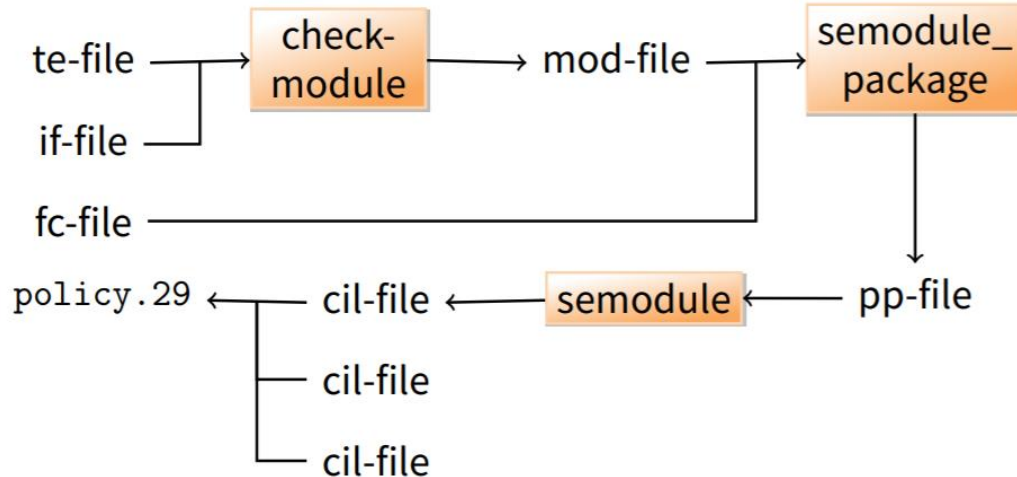 te-file
check-
module
mod-file
semodule_
package
if-file
fc-file
policy.29
cil-file
semodule
pp-file
cil-file
cil-file